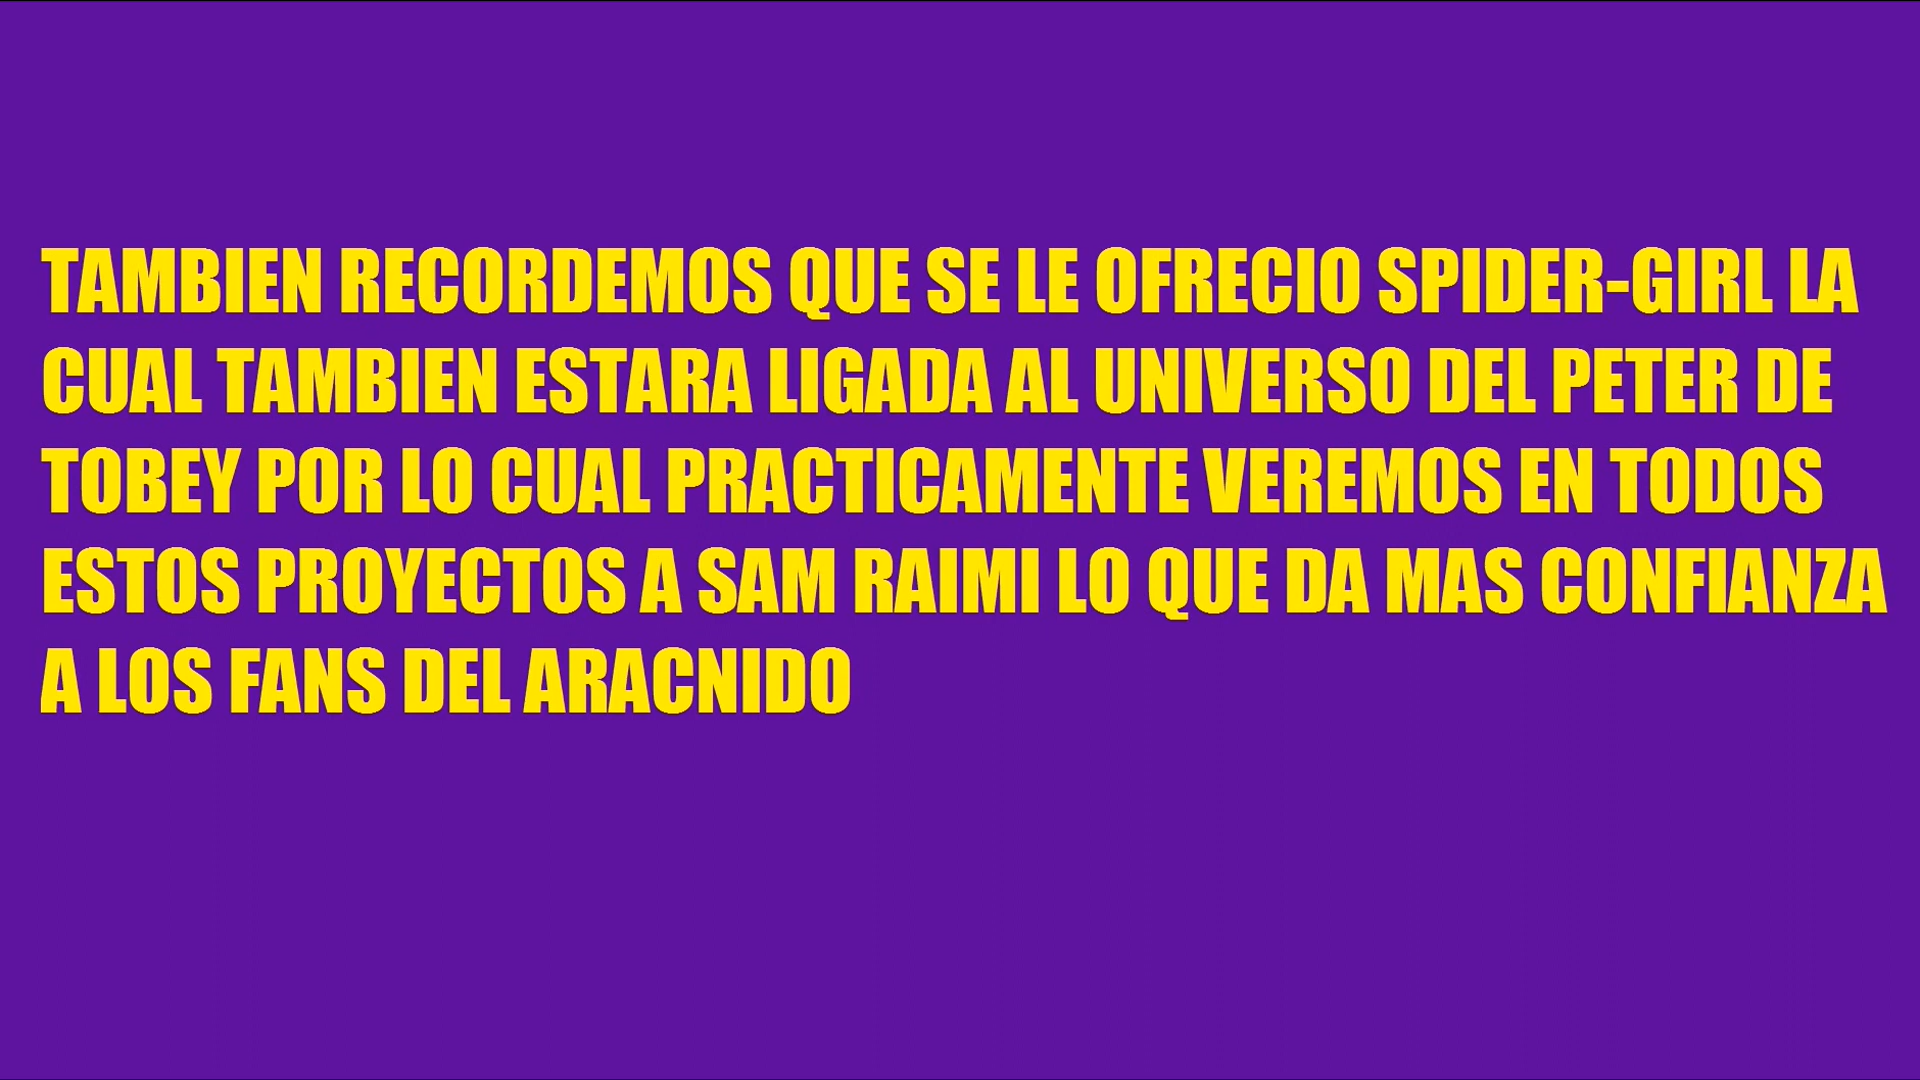 TAMBIEN RECORDEMOS QUE SE LE OFRECIO SPIDER-GIRL LA
CUAL TAMBIEN ESTARA LIGADA AL UNIVERSO DEL PETER DE
TOBEY POR LO CUAL PRACTICAMENTE VEREMOS EN TODOS
ESTOS PROYECTOS A SAM RAIMI LO QUE DA MAS CONFIANZA
A LOS FANS DEL ARACNIDO